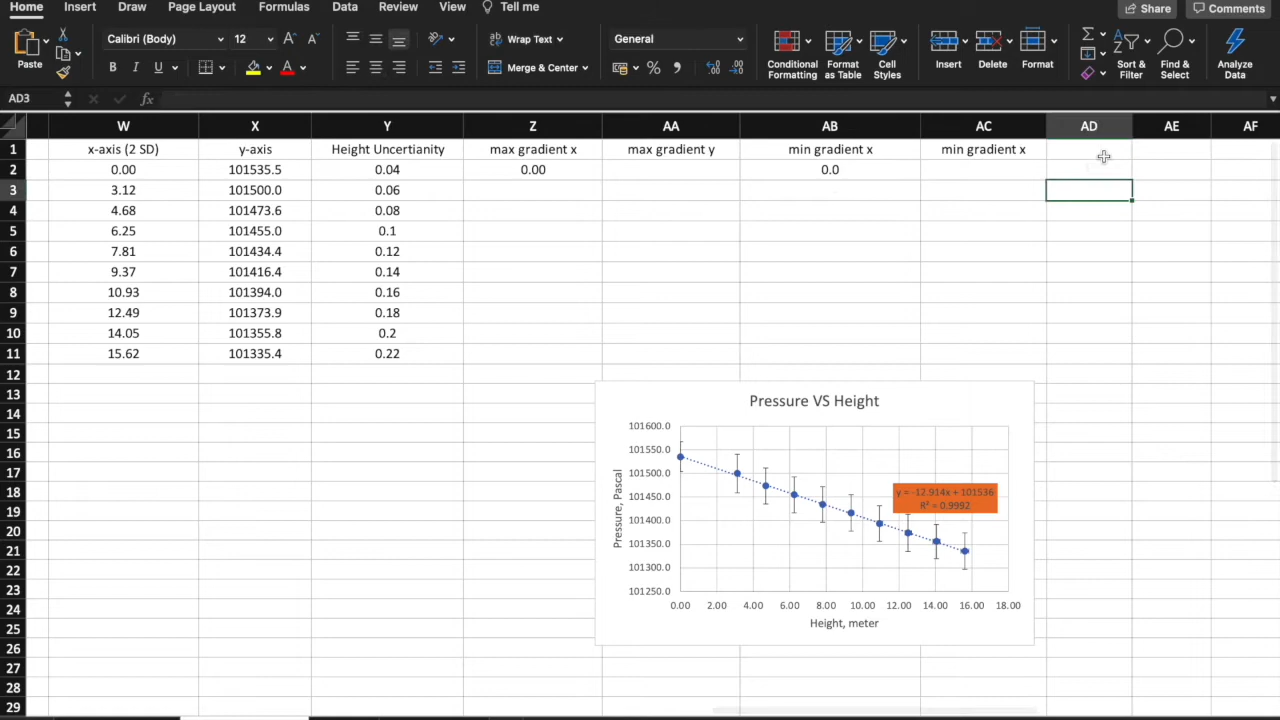 Home Insert Draw Page Layout Formulas Data Review View Tell me Share Comments
Calibri (Body) 12 A A Wrap Text General
Paste B I U A Merge & Center % Conditional Formatting Format as Table Cell Styles Insert Delete Format Sort & Filter Find & Select Analyze Data
AD3 fx
W X Y Z AA AB AC AD AE AF
1 x-axis (2 SD) y-axis Height Uncertianity max gradient x max gradient y min gradient x min gradient x
2 0.00 101535.5 0.04 0.00 0.0
3 3.12 101500.0 0.06
4 4.68 101473.6 0.08
5 6.25 101455.0 0.1
6 7.81 101434.4 0.12
7 9.37 101416.4 0.14
8 10.93 101394.0 0.16
9 12.49 101373.9 0.18
10 14.05 101355.8 0.2
11 15.62 101335.4 0.22
12
13
14
15
16
17
18
19
20
21
22
23
24
25
26
27
28
29
Pressure VS Height
101600.0
101550.0
101500.0
101450.0
101400.0
101350.0
101300.0
101250.0
Pressure, Pascal
y = -12.914x + 101536
R² = 0.9992
0.00 2.00 4.00 6.00 8.00 10.00 12.00 14.00 16.00 18.00
Height, meter